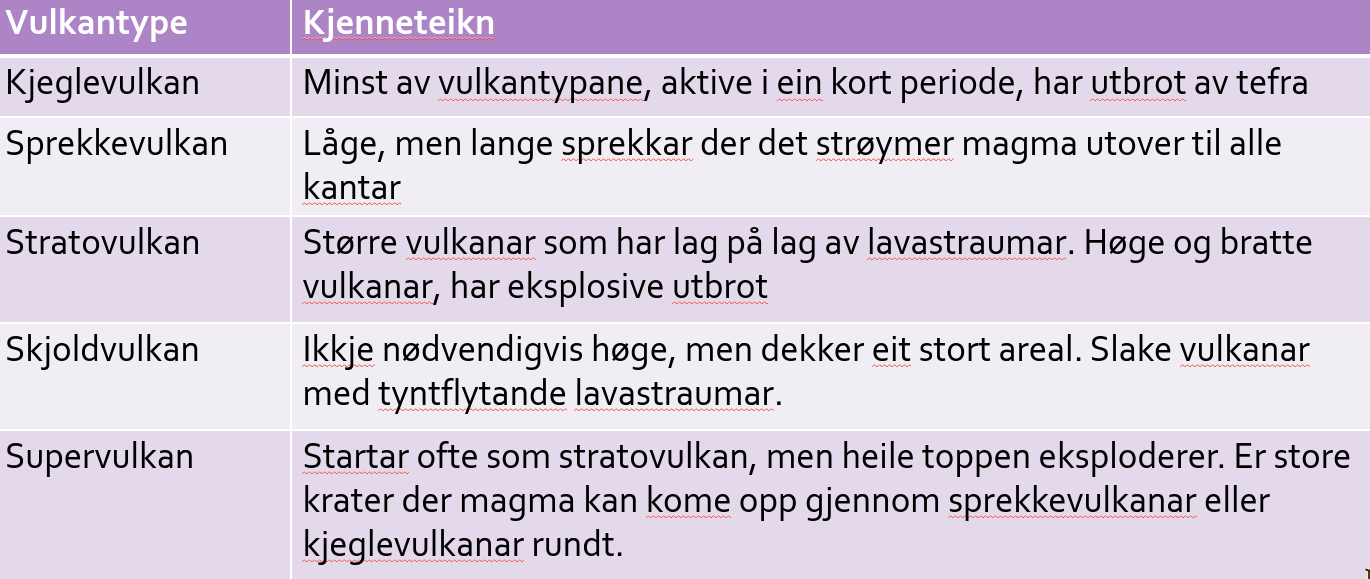 Vulkantype Kjenneteikn
Kjeglevulkan Minst av vulkantypane, aktive i ein kort periode, har utbrot av tefra
Sprekkevulkan Låge, men lange sprekkar der det strøymer magma utover til alle
kantar
Stratovulkan Større vulkanar som har lag på lag av lavastraumar. Høge og bratte
vulkanar, har eksplosive utbrot
Skjoldvulkan Ikkje nødvendigvis høge, men dekker eit stort areal. Slake vulkanar
med tyntflytande lavastraumar.
Supervulkan Startar ofte som stratovulkan, men heile toppen eksploderer. Er store
krater der magma kan kome opp gjennom sprekkevulkanar eller
kjeglevulkanar rundt.